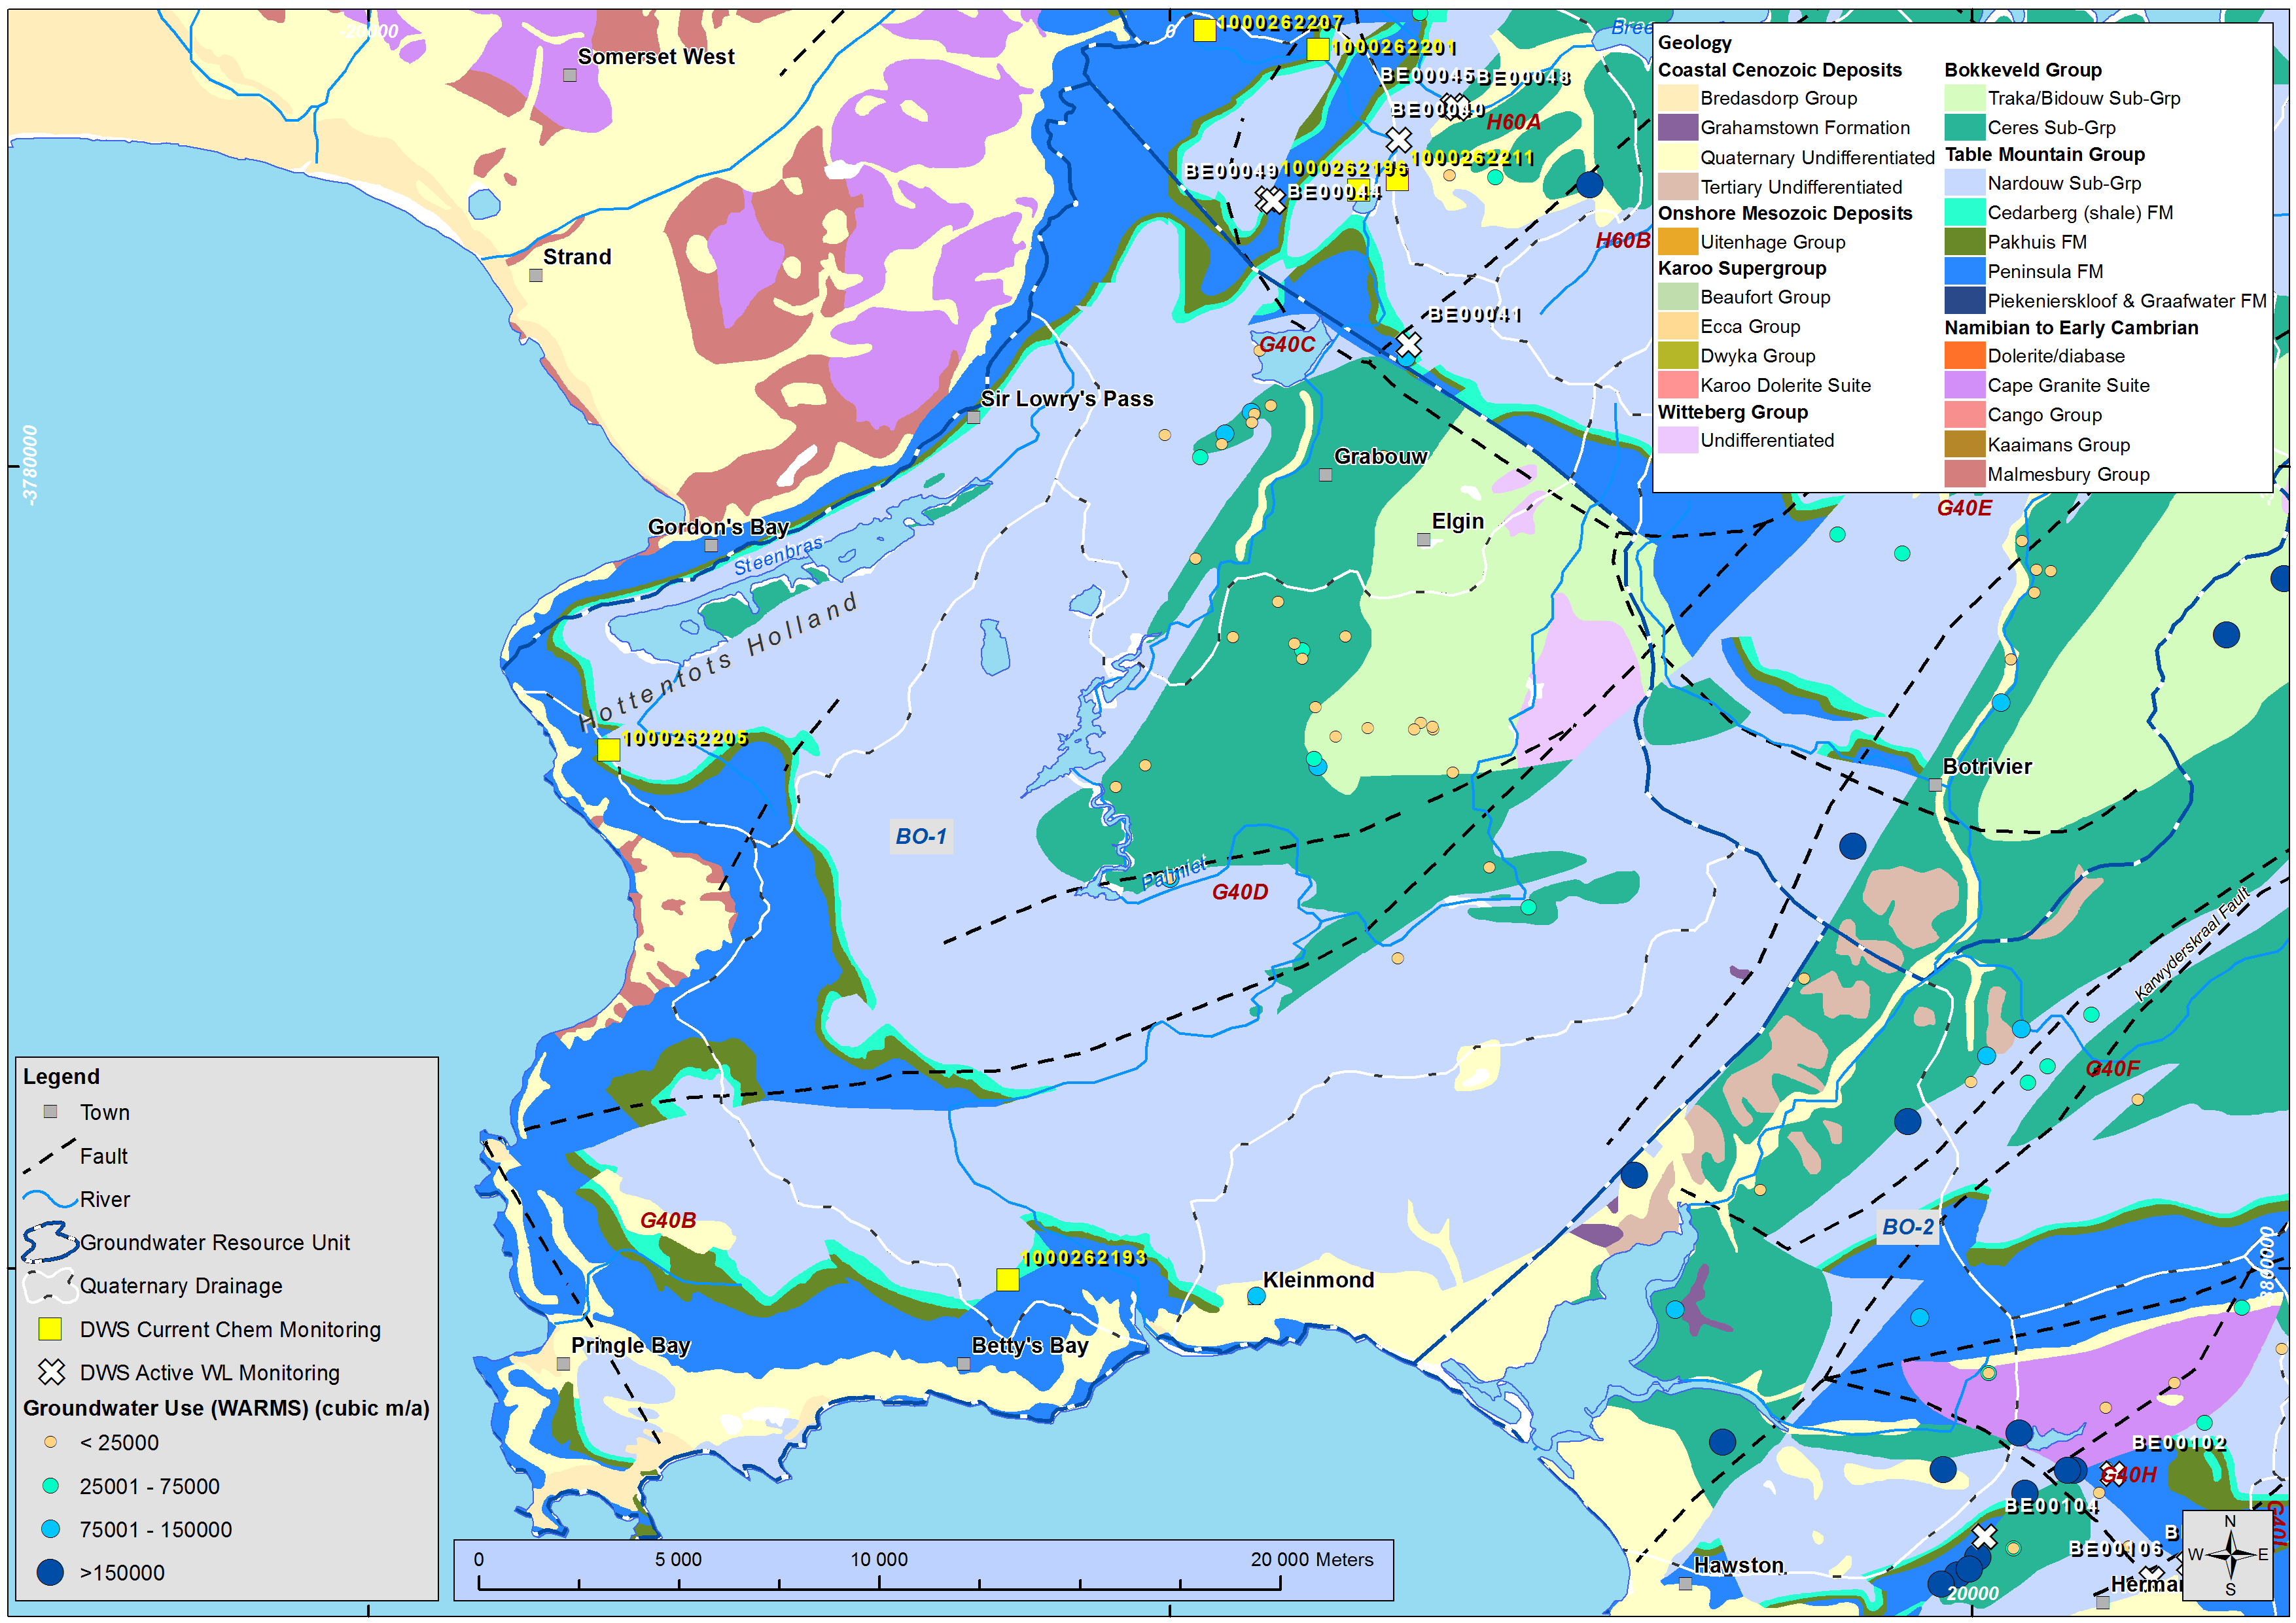 -20000
0
Somerset West
1000262207
1000262201
Bree
BE00045
BE00048
H60A
1000262211
BE00049
1000262196
BE00044
H60B
Strand
BE00041
G40C
Sir Lowry's Pass
Grabouw
-3780000
Gordon's Bay
Steenbras
Elgin
G40E
Hottentots Holland
1000262205
Botrivier
BO-1
Palmiet
G40D
Karwyderskraal Fault
G40F
G40B
BO-2
1000262193
Kleinmond
Pringle Bay
Betty's Bay
BE00102
G40H
BE00104
B
BE00106
Hawston
Herma
20000
Geology
Coastal Cenozoic Deposits
Bredasdorp Group
Grahamstown Formation
Quaternary Undifferentiated
Tertiary Undifferentiated
Onshore Mesozoic Deposits
Uitenhage Group
Karoo Supergroup
Beaufort Group
Ecca Group
Dwyka Group
Karoo Dolerite Suite
Witteberg Group
Undifferentiated
Bokkeveld Group
Traka/Bidouw Sub-Grp
Ceres Sub-Grp
Table Mountain Group
Nardouw Sub-Grp
Cedarberg (shale) FM
Pakhuis FM
Peninsula FM
Piekenierskloof & Graafwater FM
Namibian to Early Cambrian
Dolerite/diabase
Cape Granite Suite
Cango Group
Kaaimans Group
Malmesbury Group
Legend
Town
Fault
River
Groundwater Resource Unit
Quaternary Drainage
DWS Current Chem Monitoring
DWS Active WL Monitoring
Groundwater Use (WARMS) (cubic m/a)
< 25000
25001 - 75000
75001 - 150000
>150000
0 5 000 10 000 20 000 Meters
N
W E
S